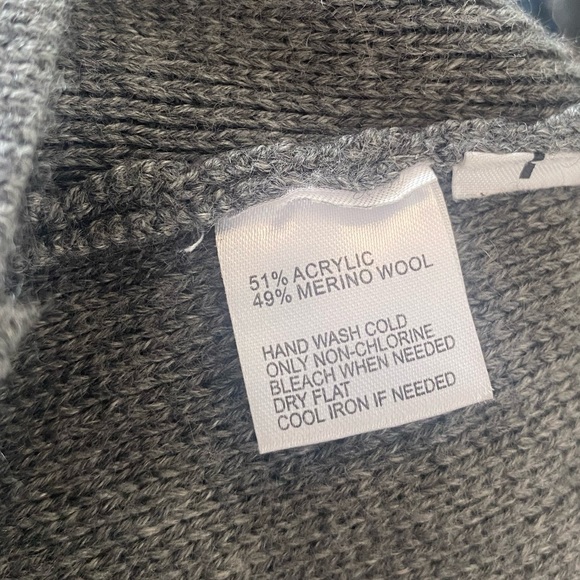 51% ACRYLIC
49% MERINO WOOL
HAND WASH COLD
ONLY NON-CHLORINE
BLEACH WHEN NEEDED
DRY FLAT
COOL IRON IF NEEDED